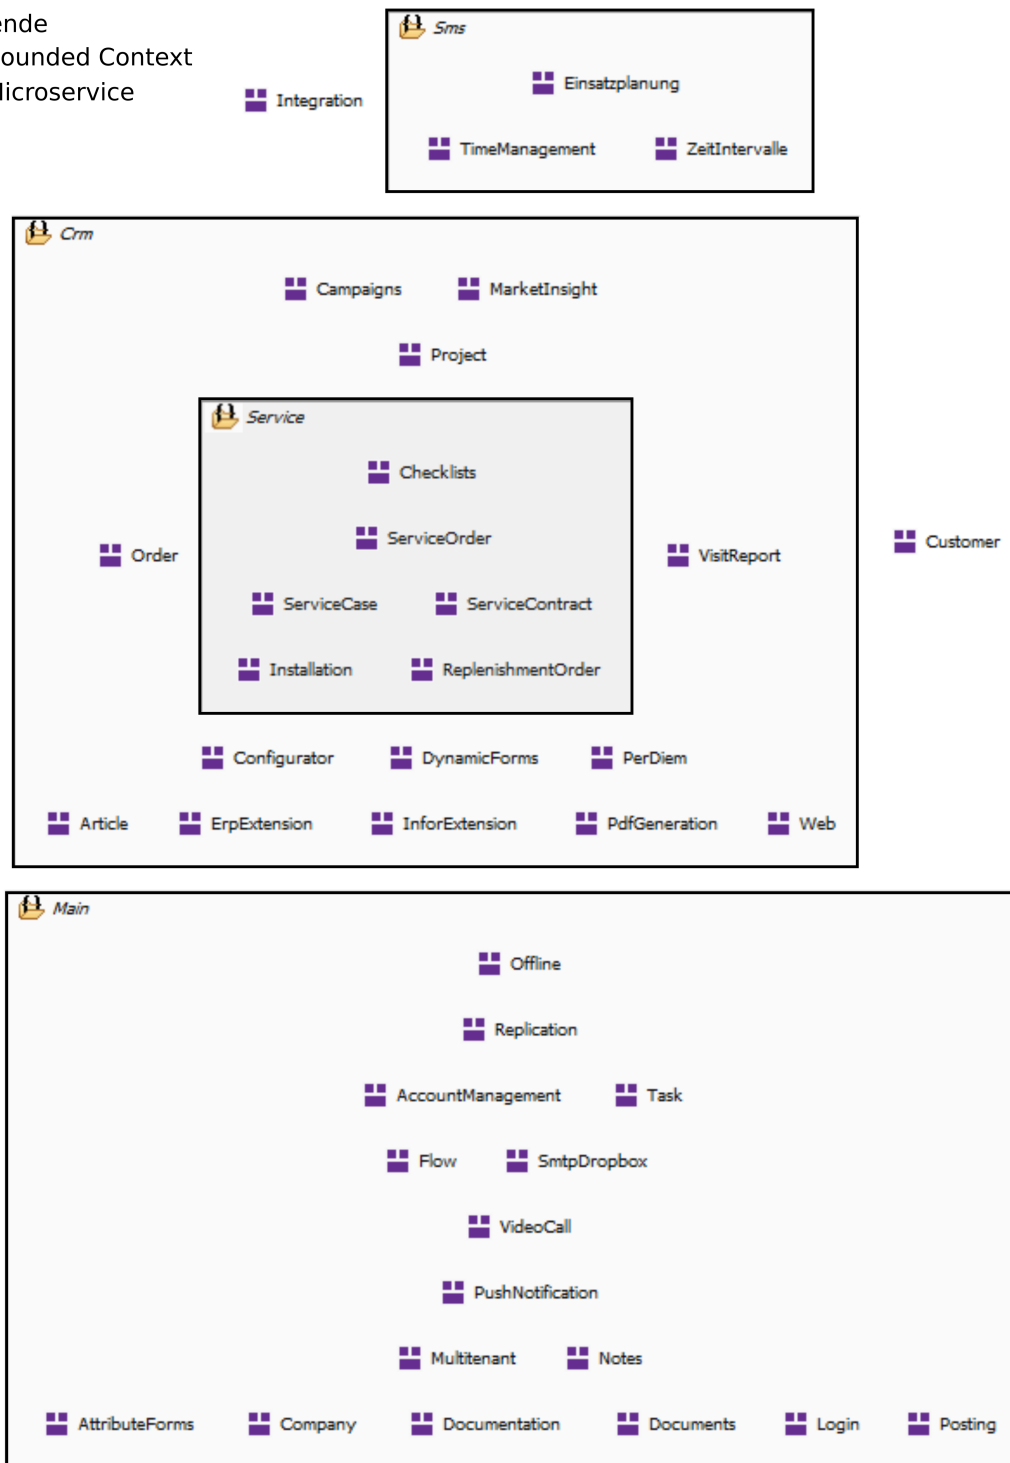 ende
ounded Context
Microservice
Integration
Sms
Einsatzplanung
TimeManagement ZeitIntervalle
Crm
Campaigns MarketInsight
Project
Service
Checklists
ServiceOrder
Order VisitReport Customer
ServiceCase ServiceContract
Installation ReplenishmentOrder
Configurator DynamicForms PerDiem
Article ErpExtension InforExtension PdfGeneration Web
Main
Offline
Replication
AccountManagement Task
Flow SmtpDropbox
VideoCall
PushNotification
Multitenant Notes
AttributeForms Company Documentation Documents Login Posting